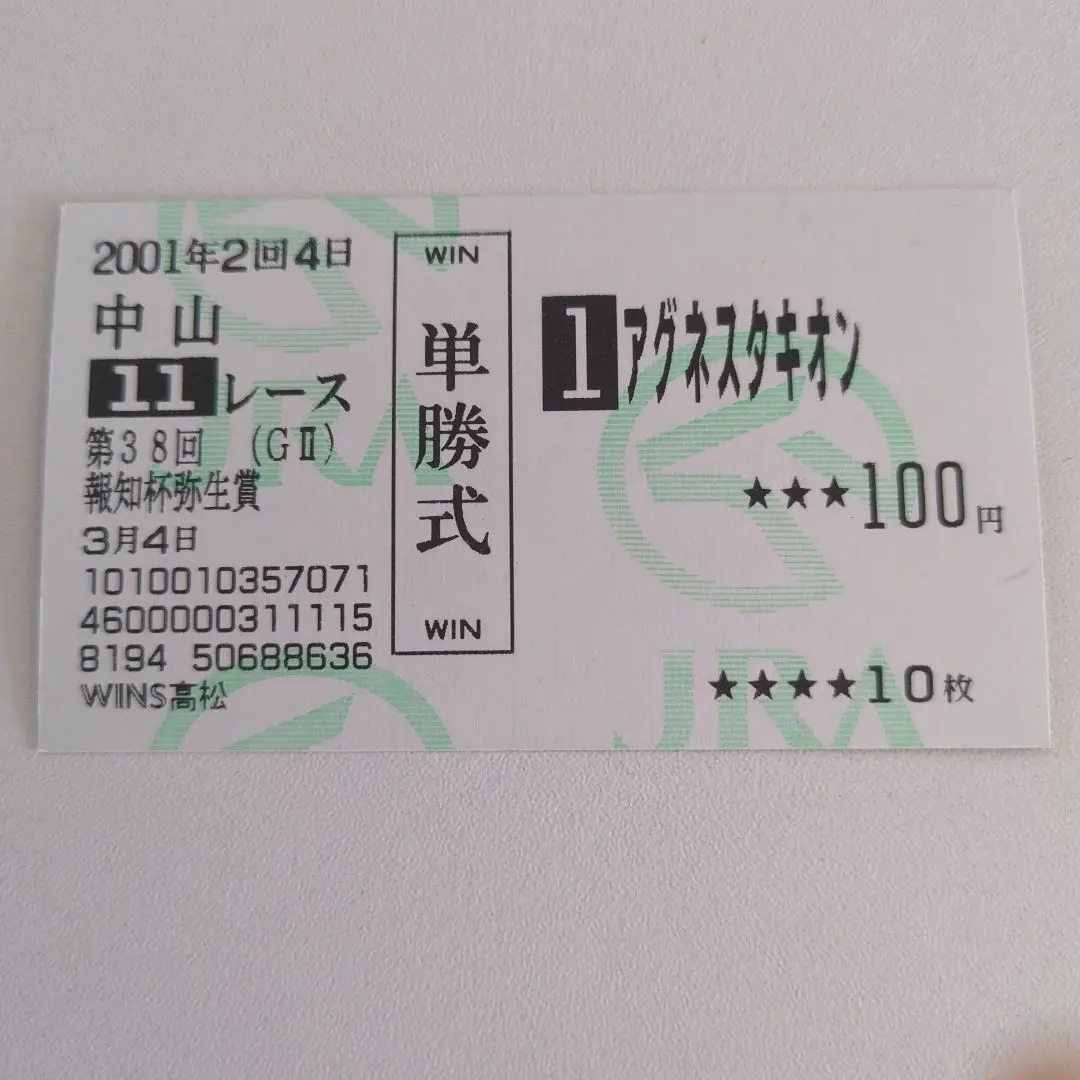 2001年2回4日
中山
11レース
第38回 (GⅡ)
報知杯弥生賞
3月4日
1010010357071
4600000311115
8194 50688636
WINS高松
WIN
単勝式
WIN
1アグネスタキオン
★★★100円
★★★★10枚
JRA
JRA